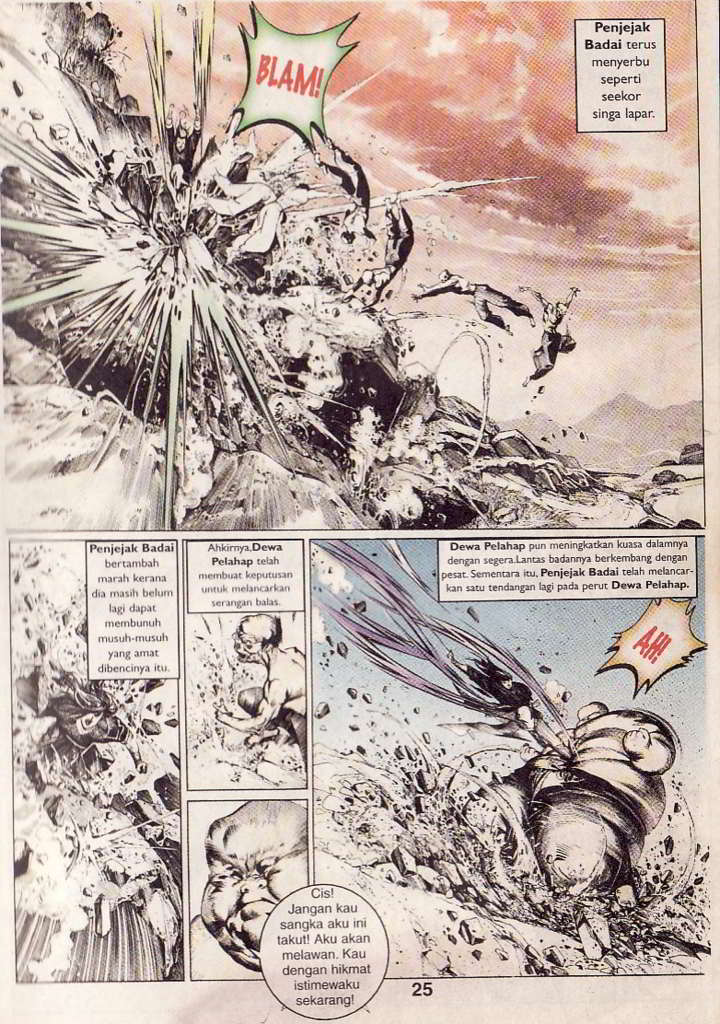 BLAM!
Penjejak
Badai terus
menyerbu
seperti
seekor
singa lapar.
Penjejak Badai
bertambah
marah kerana
dia masih belum
lagi dapat
membunuh
musuh-musuh
yang amat
dibencinya itu.
Ahkirnya,Dewa
Pelahap telah
membuat keputusan
untuk melancarkan
serangan balas.
Cis!
Jangan kau
sangka aku ini
takut! Aku akan
melawan. Kau
dengan hikmat
istimewaku
sekarang!
Dewa Pelahap pun meningkatkan kuasa dalamnya
dengan segera.Lantas badannya berkembang dengan
pesat. Sementara itu, Penjejak Badai telah melancar-
kan satu tendangan lagi pada perut Dewa Pelahap.
AH!
25